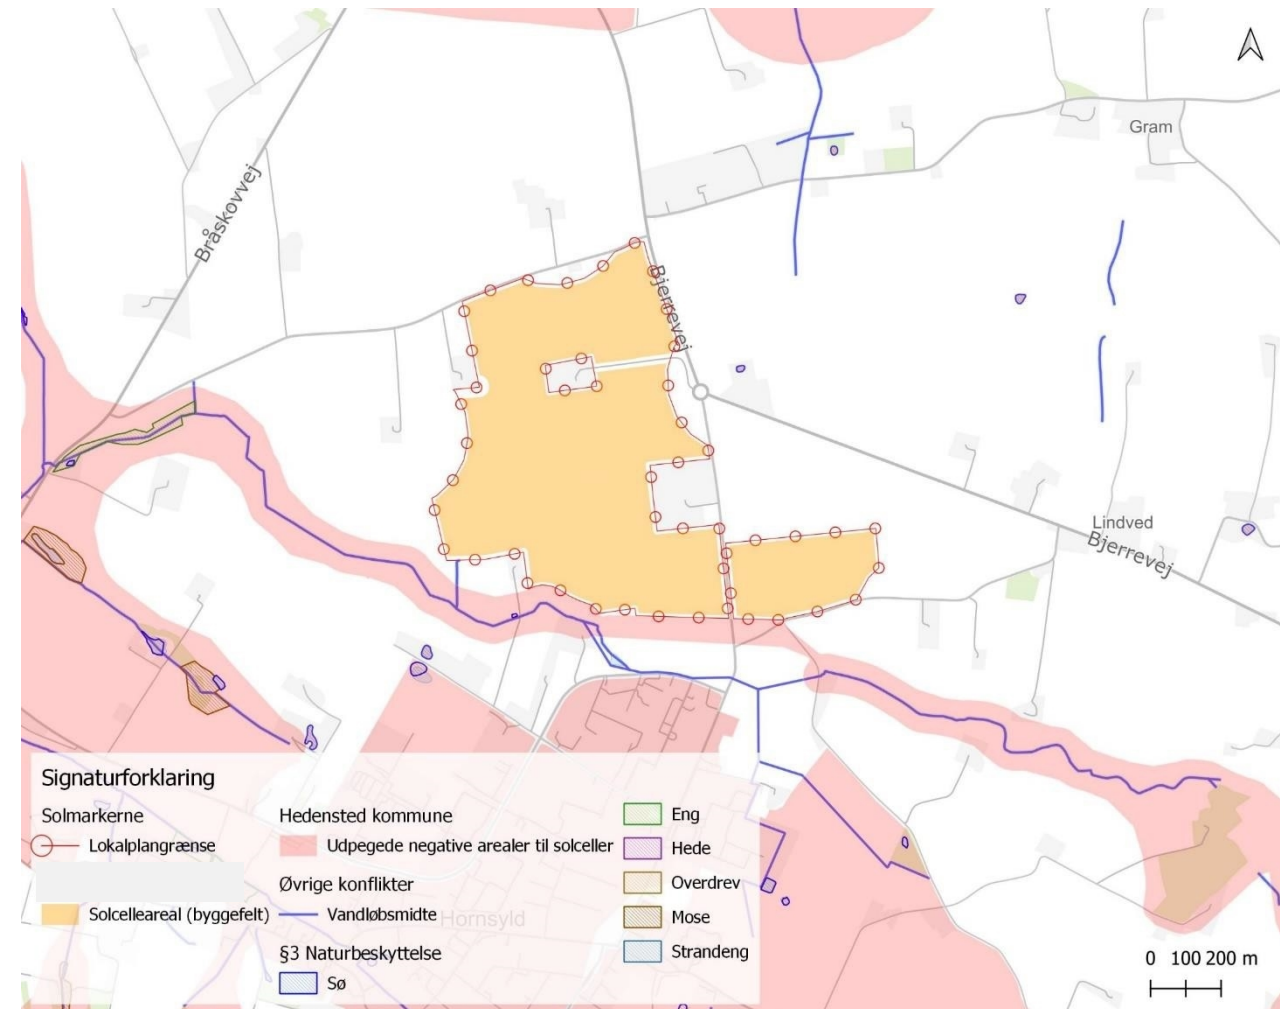 Gram
Bråskovvej
Bjerrevej
Lindved
Bjerrevej
Signaturforklaring
Solmarkerne
Lokalplangrænse
Solcelleareal (byggefelt)
Hedensted kommune
Udpegede negative arealer til solceller
Øvrige konflikter
Vandløbsmidte
§3 Naturbeskyttelse
Sø
Eng
Hede
Overdrev
Mose
Strandeng
Hornsyld
0 100 200 m